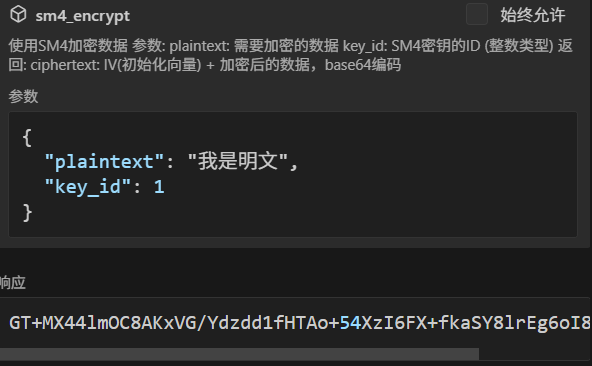 sm4_encrypt
始终允许
使用SM4加密数据 参数: plaintext: 需要加密的数据 key_id: SM4密钥的ID (整数类型) 返
回: ciphertext: IV(初始化向量) + 加密后的数据，base64编码
参数
{
"plaintext": "我是明文",
"key_id": 1
}
响应
GT+MX44lmOC8AKxVG/Ydzdd1fHTAo+54XzI6FX+fkaSY8lrEg6oI8